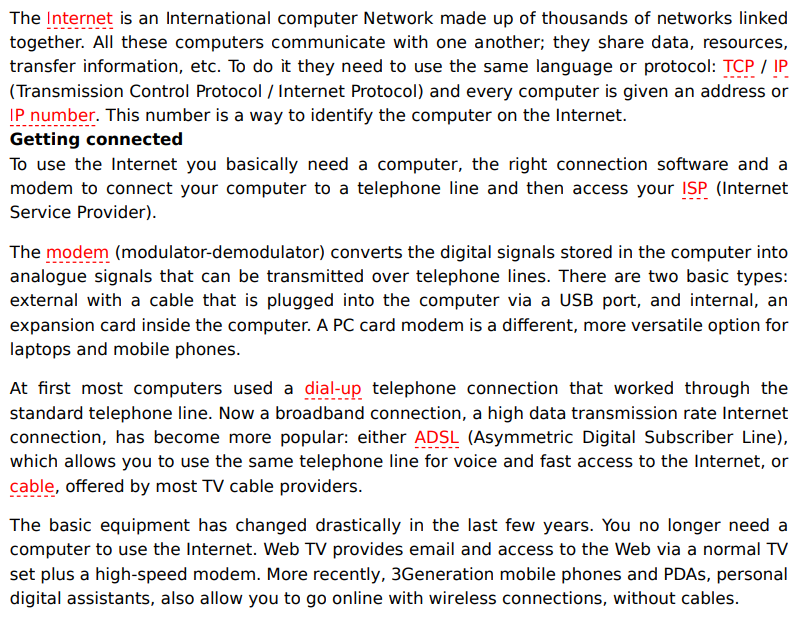 The Internet is an International computer Network made up of thousands of networks linked
together. All these computers communicate with one another; they share data, resources,
transfer information, etc. To do it they need to use the same language or protocol: TCP / IP
(Transmission Control Protocol / Internet Protocol) and every computer is given an address or
IP number. This number is a way to identify the computer on the Internet.
Getting connected
To use the Internet you basically need a computer, the right connection software and a
modem to connect your computer to a telephone line and then access your ISP (Internet
Service Provider).
The modem (modulator-demodulator) converts the digital signals stored in the computer into
analogue signals that can be transmitted over telephone lines. There are two basic types:
external with a cable that is plugged into the computer via a USB port, and internal, an
expansion card inside the computer. A PC card modem is a different, more versatile option for
laptops and mobile phones.
At first most computers used a dial-up telephone connection that worked through the
standard telephone line. Now a broadband connection, a high data transmission rate Internet
connection, has become more popular: either ADSL (Asymmetric Digital Subscriber Line),
which allows you to use the same telephone line for voice and fast access to the Internet, or
cable, offered by most TV cable providers.
The basic equipment has changed drastically in the last few years. You no longer need a
computer to use the Internet. Web TV provides email and access to the Web via a normal TV
set plus a high-speed modem. More recently, 3Generation mobile phones and PDAs, personal
digital assistants, also allow you to go online with wireless connections, without cables.